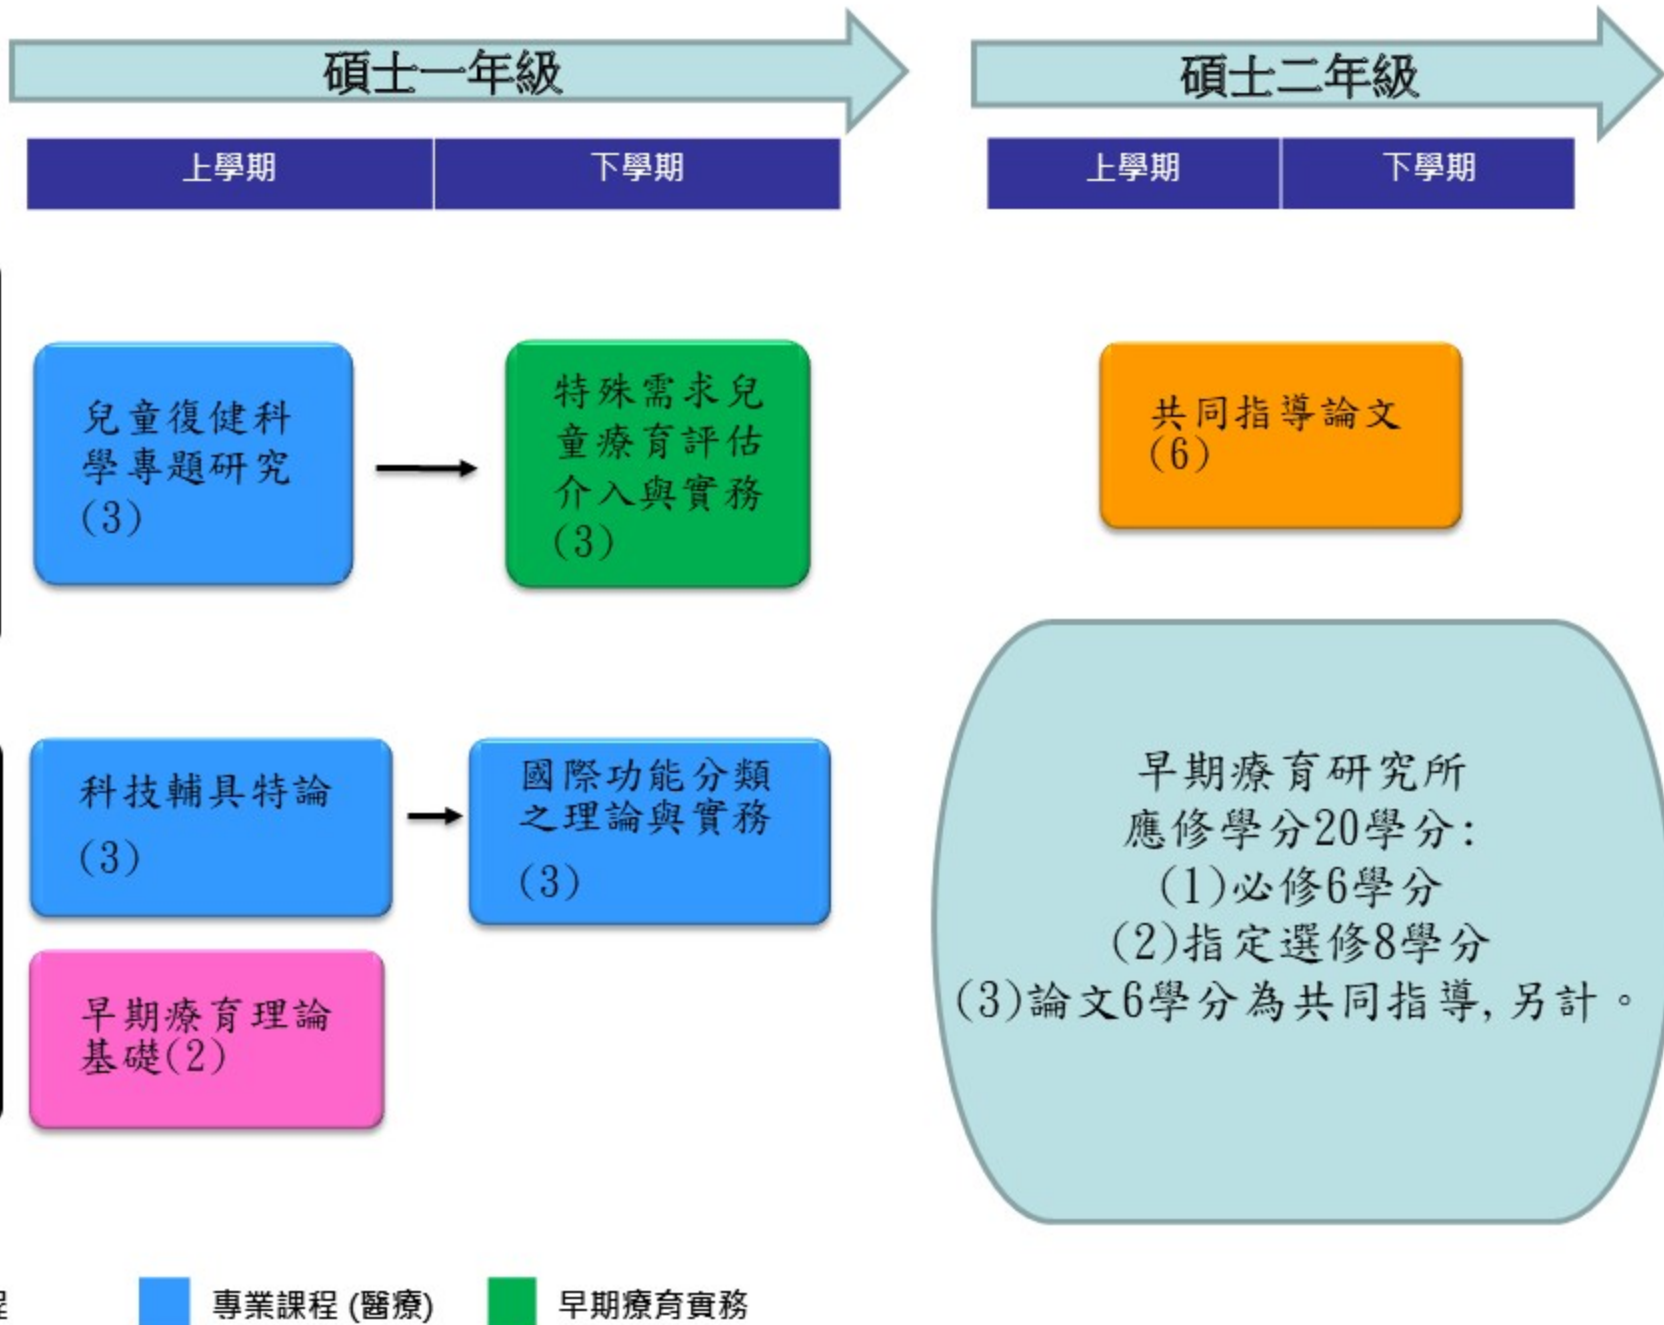 碩士一年級
碩士二年級
上學期
下學期
上學期
下學期
兒童復健科
學專題研究
(3)
特殊需求兒
童療育評估
介入與實務
(3)
共同指導論文
(6)
科技輔具特論
(3)
國際功能分類
之理論與實務
(3)
早期療育理論
基礎(2)
早期療育研究所
應修學分20學分:
(1)必修6學分
(2)指定選修8學分
(3)論文6學分為共同指導,另計。
程
專業課程 (醫療)
早期療育實務